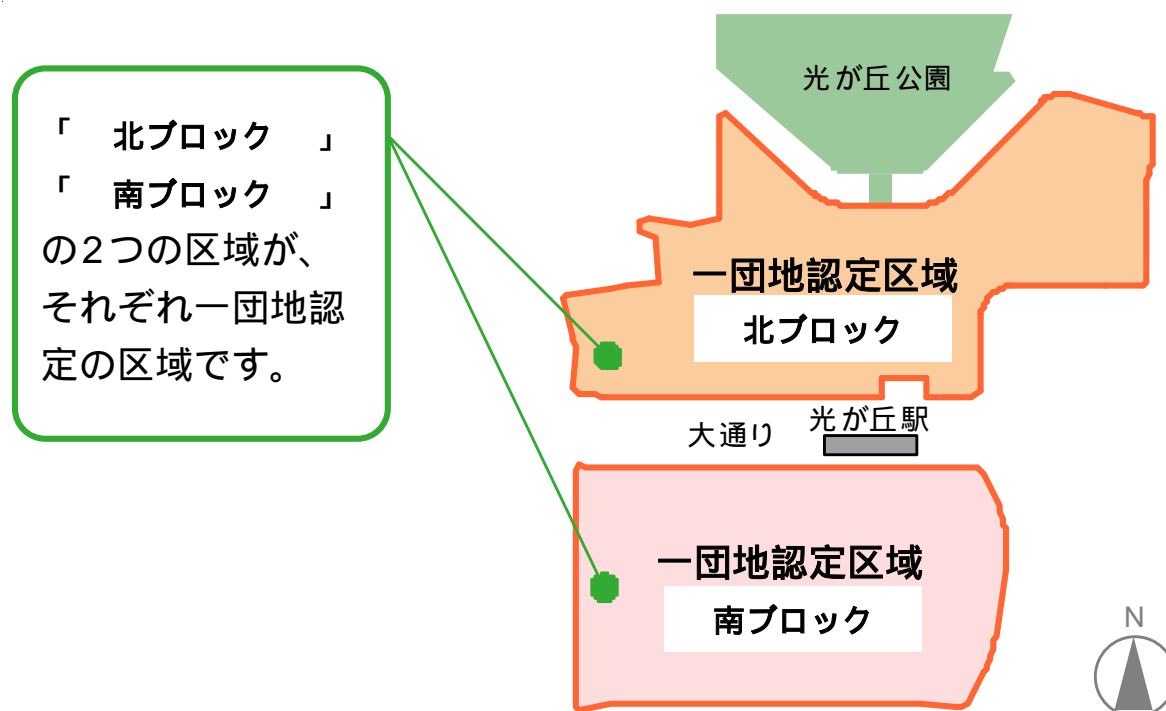 「　北ブロック　」
「　南ブロック　」
の2つの区域が、
それぞれ一団地認
定の区域です。
光が丘公園
一団地認定区域
北ブロック
大通り
光が丘駅
一団地認定区域
南ブロック
N